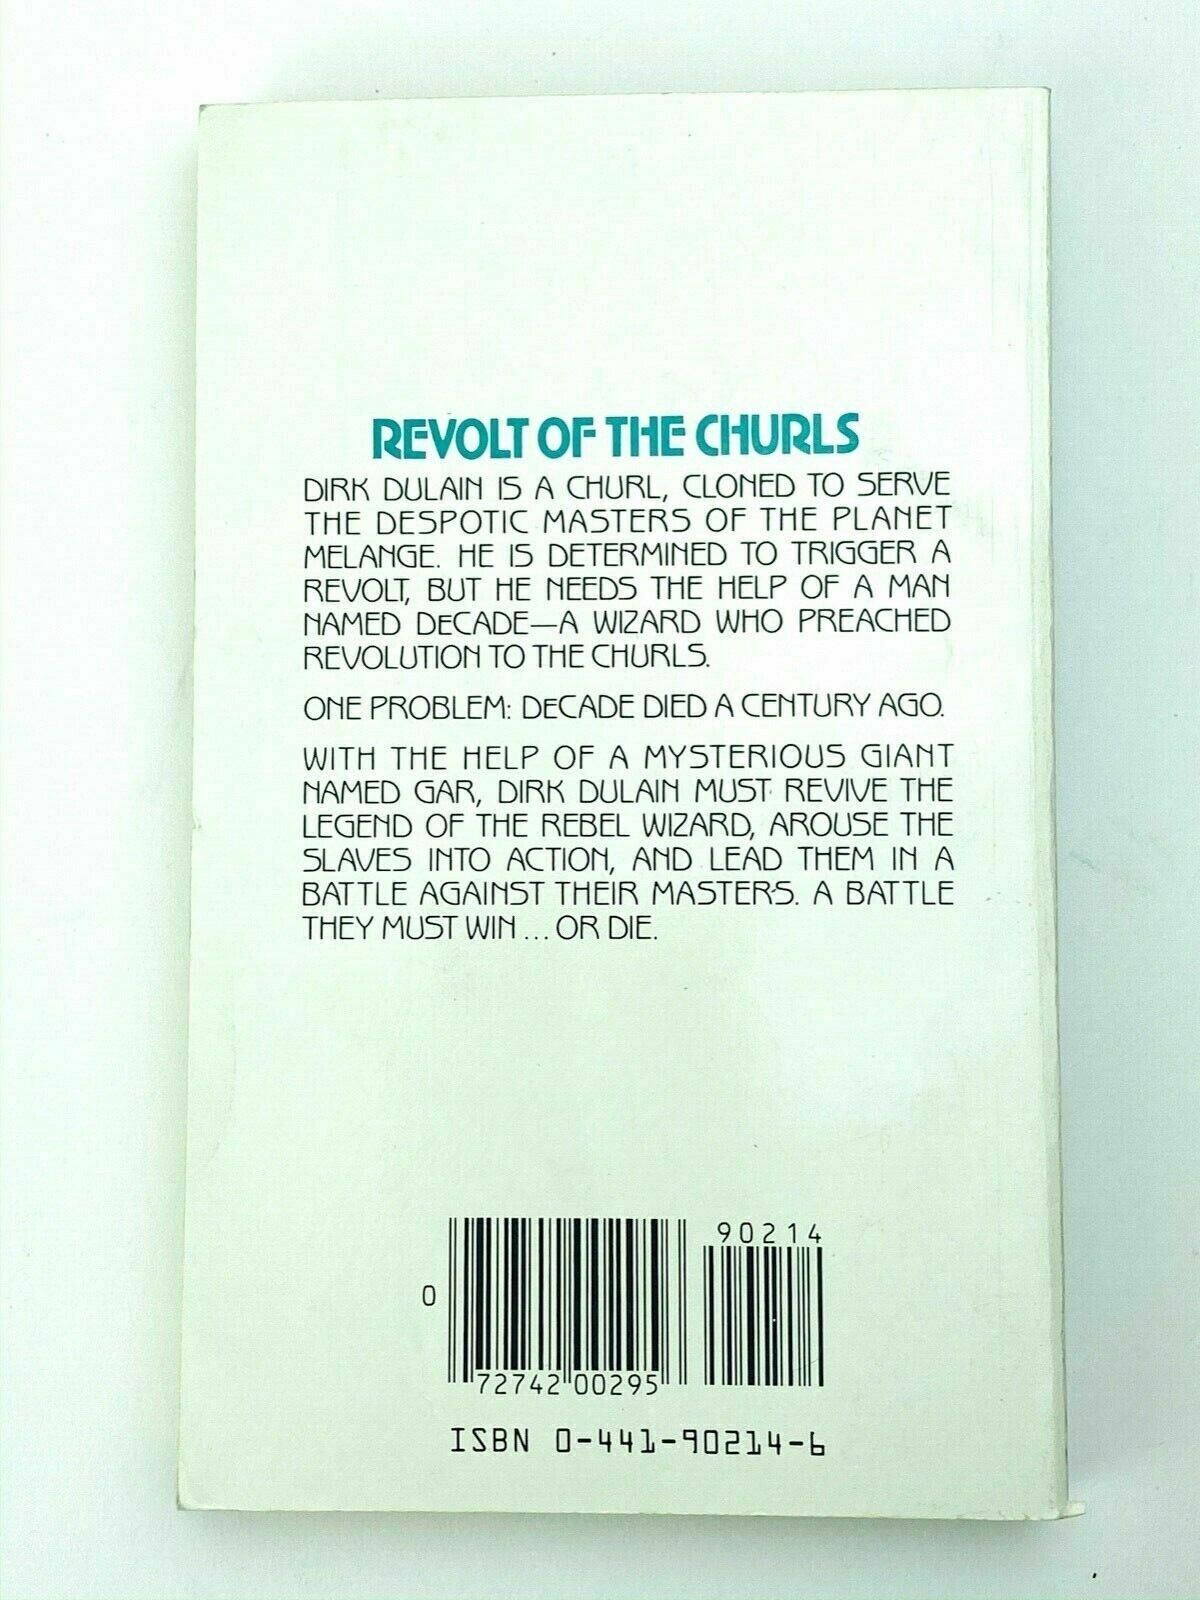 REVOLT OF THE CHURLS
DIRK DULAIN IS A CHURL, CLONED TO SERVE
THE DESPOTIC MASTERS OF THE PLANET
MELANGE. HE IS DETERMINED TO TRIGGER A
REVOLT, BUT HE NEEDS THE HELP OF A MAN
NAMED DeCADE—A WIZARD WHO PREACHED
REVOLUTION TO THE CHURLS.
ONE PROBLEM: DeCADE DIED A CENTURY AGO.
WITH THE HELP OF A MYSTERIOUS GIANT
NAMED GAR, DIRK DULAIN MUST REVIVE THE
LEGEND OF THE REBEL WIZARD, AROUSE THE
SLAVES INTO ACTION, AND LEAD THEM IN A
BATTLE AGAINST THEIR MASTERS. A BATTLE
THEY MUST WIN ... OR DIE.
90214
0
72742 00295
ISBN 0-441-90214-6